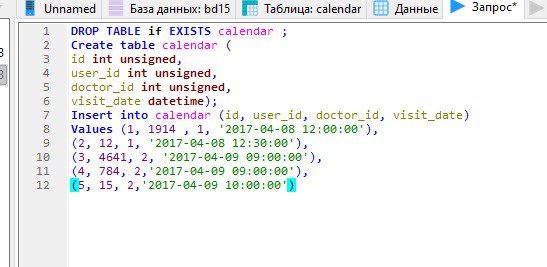 Unnamed База данных: bd15 Таблица: calendar Данные Запрос*
1 DROP TABLE if EXISTS calendar ;
2 Create table calendar (
3 id int unsigned,
4 user_id int unsigned,
5 doctor_id int unsigned,
6 visit_date datetime);
7 Insert into calendar (id, user_id, doctor_id, visit_date)
8 Values (1, 1914 , 1, '2017-04-08 12:00:00'),
9 (2, 12, 1, '2017-04-08 12:30:00'),
10 (3, 4641, 2, '2017-04-09 09:00:00'),
11 (4, 784, 2,'2017-04-09 09:00:00'),
12 (5, 15, 2,'2017-04-09 10:00:00')